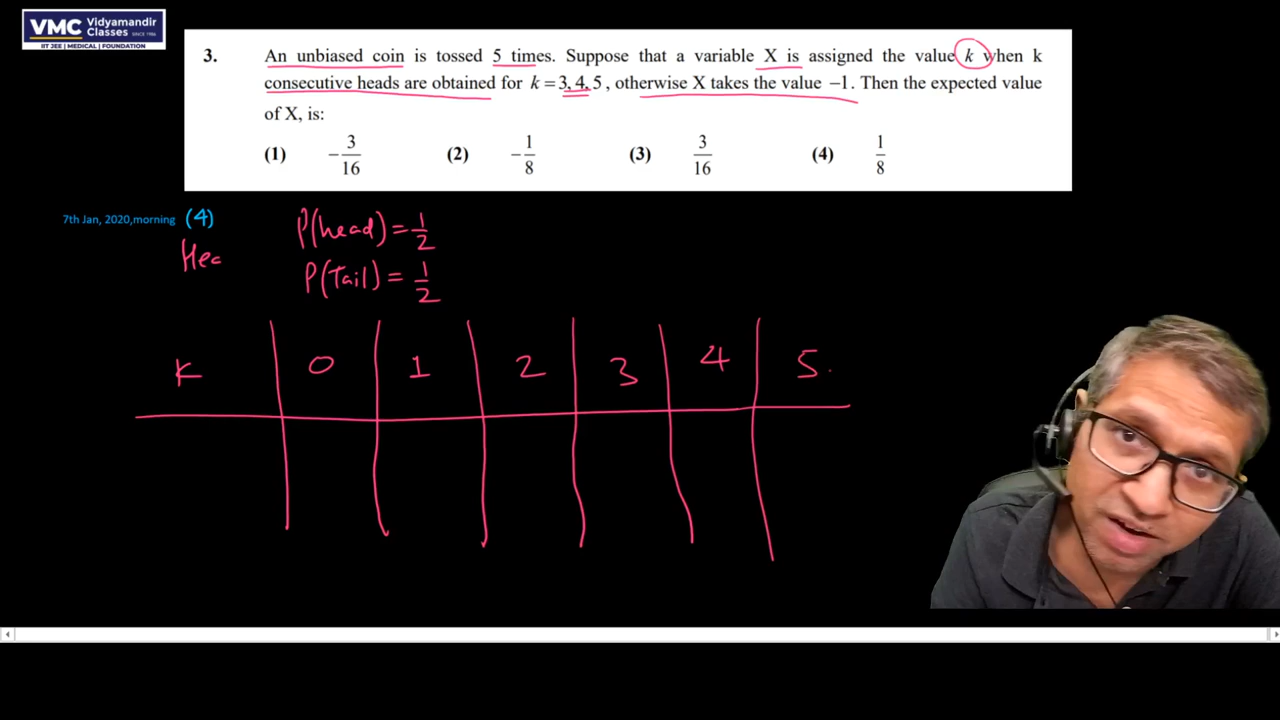 VMC Vidyamandir Classes SINCE 1986
IIT JEE | MEDICAL | FOUNDATION
3. An unbiased coin is tossed 5 times. Suppose that a variable X is assigned the value k when k
consecutive heads are obtained for k = 3, 4, 5, otherwise X takes the value −1. Then the expected value
of X, is:
(1) −3/16 (2) −1/8 (3) 3/16 (4) 1/8
7th Jan, 2020,morning (4)
P(head) = 1/2
Hea
P(Tail) = 1/2
K 0 1 2 3 4 5.